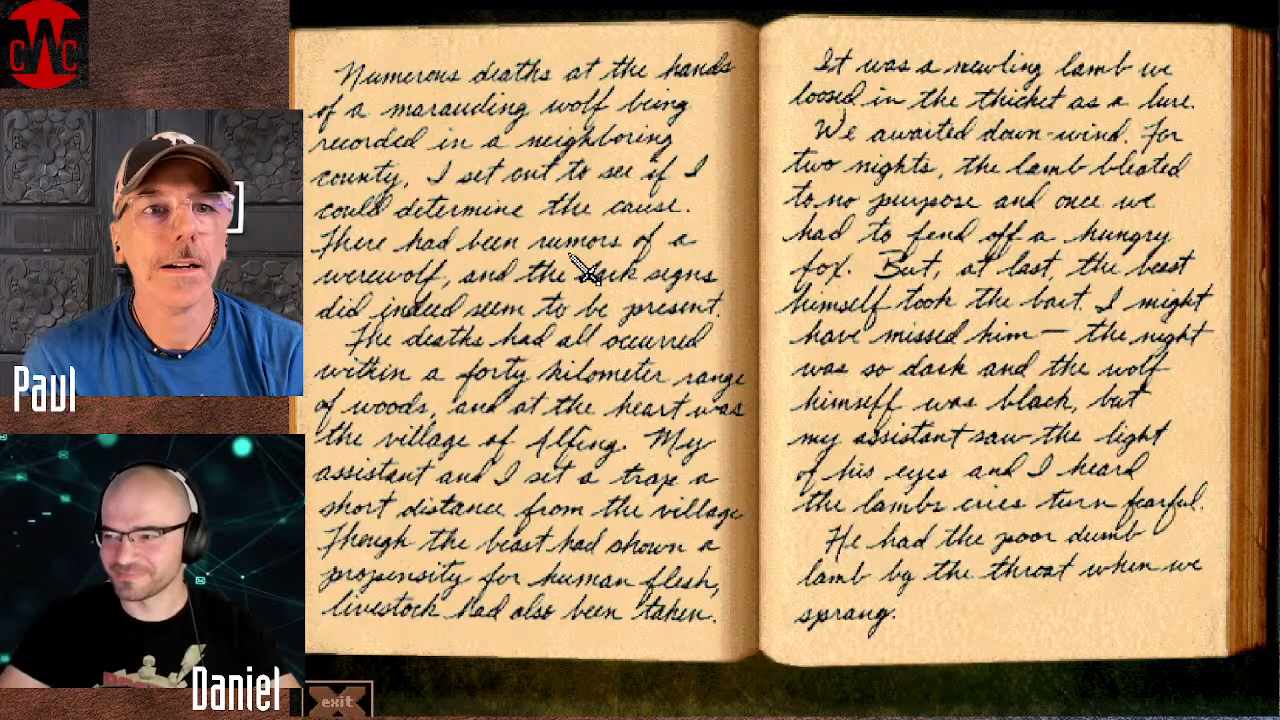 CWC
Paul
Daniel
Numerous deaths at the hands
of a marauding wolf being
recorded in a neighboring
county, I set out to see if I
could determine the cause.
There had been rumors of a
werewolf, and the dark signs
did indeed seem to be present.
The deaths had all occurred
within a forty kilometer range
of woods, and at the heart was
the village of Alfing. My
assistant and I set a trap a
short distance from the village
Though the beast had shown a
propensity for human flesh,
livestock had also been taken.
It was a newling lamb we
loosed in the thicket as a lure.
We awaited down-wind. For
two nights, the lamb bleated
to no purpose and once we
had to fend off a hungry
fox. But, at last, the beast
himself took the bait. I might
have missed him — the night
was so dark and the wolf
himself was black, but
my assistant saw the light
of his eyes and I heard
the lambs cries turn fearful.
He had the poor dumb
lamb by the throat when we
sprang.
exit